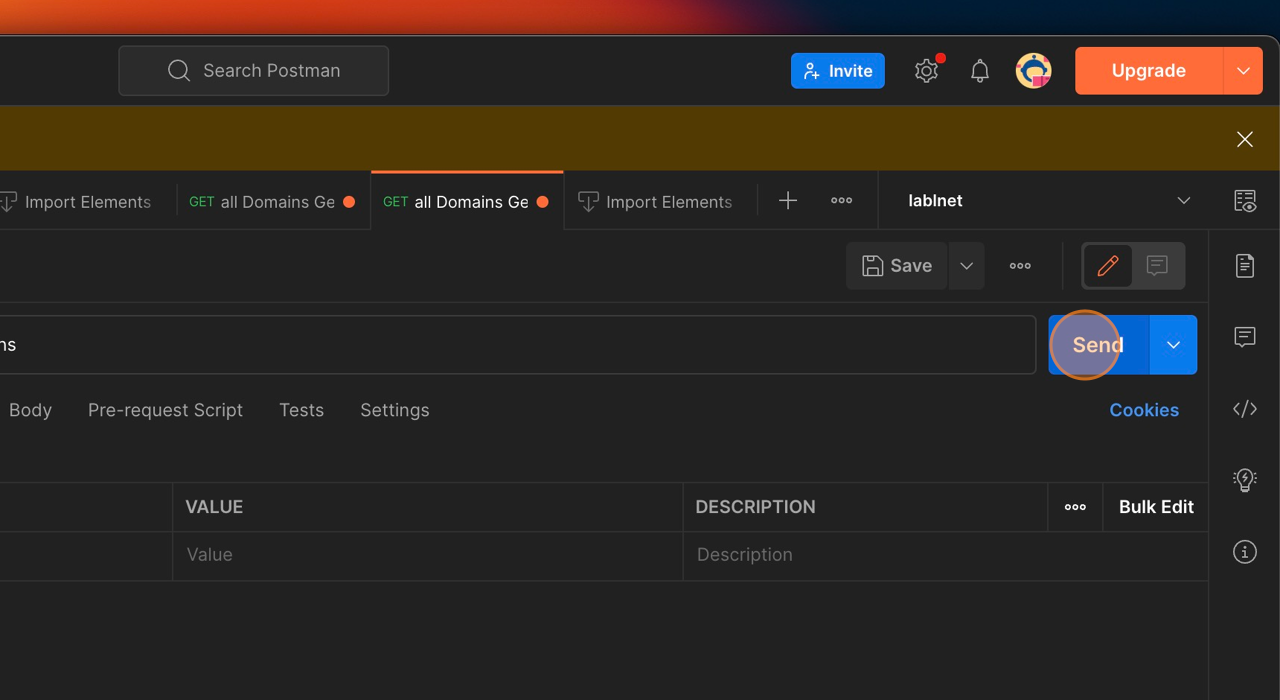 Search Postman
Invite
Upgrade
Import Elements
GET all Domains Ge
GET all Domains Ge
Import Elements
lablnet
Save
ns
Send
Body
Pre-request Script
Tests
Settings
Cookies
VALUE
DESCRIPTION
Bulk Edit
Value
Description